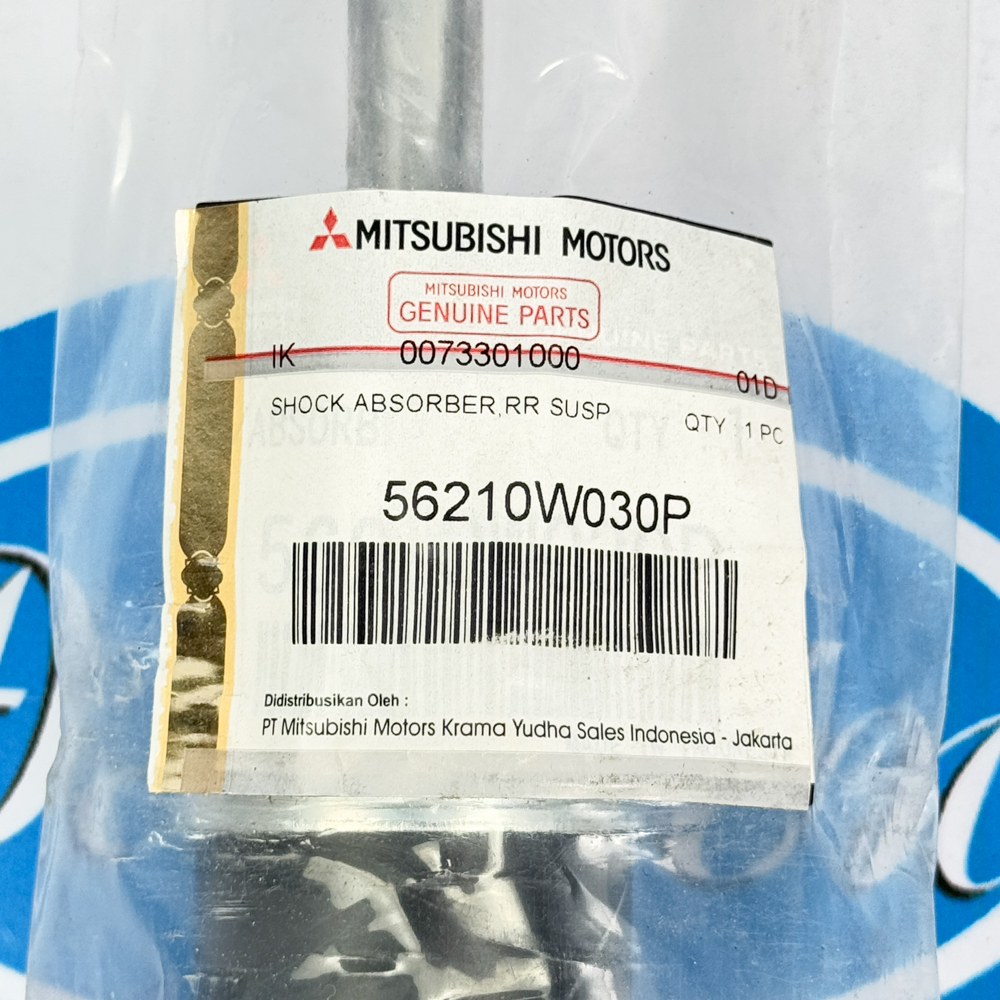 MITSUBISHI MOTORS
MITSUBISHI MOTORS
GENUINE PARTS
IK 0073301000 01D
SHOCK ABSORBER,RR SUSP QTY : 1 PC
56210W030P
Didistribusikan Oleh :
PT Mitsubishi Motors Krama Yudha Sales Indonesia - Jakarta